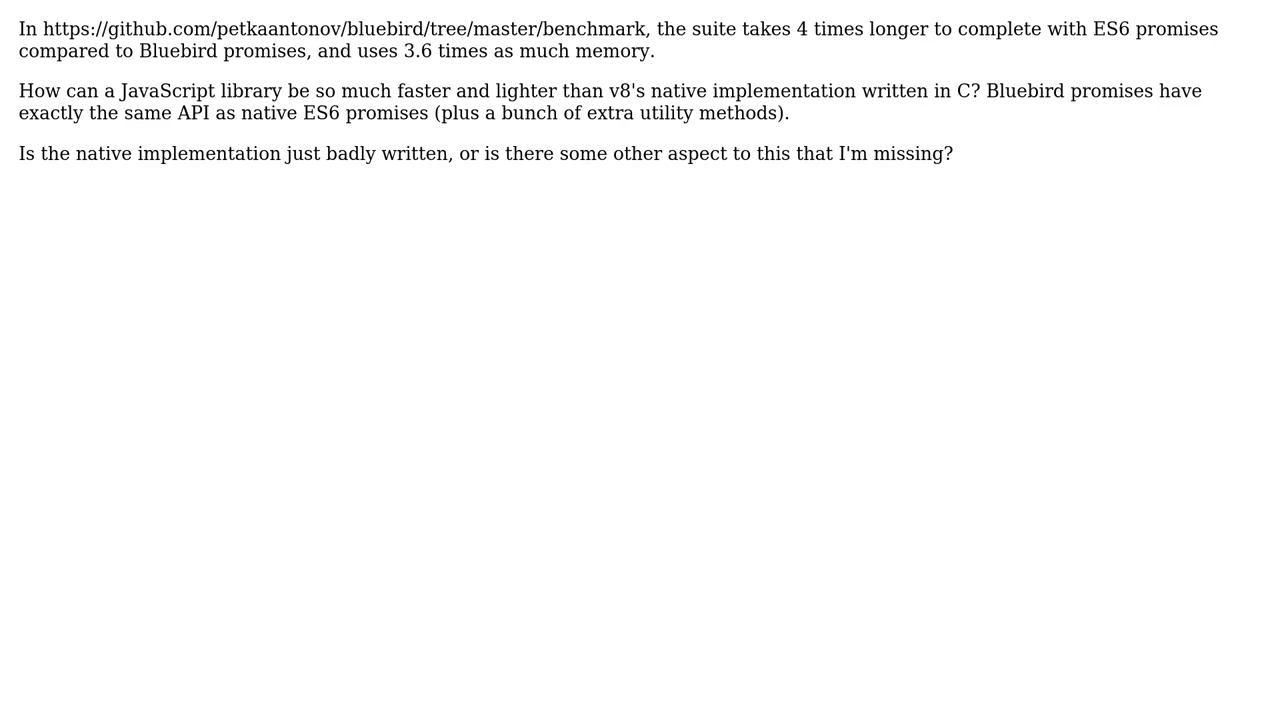 In https://github.com/petkaantonov/bluebird/tree/master/benchmark, the suite takes 4 times longer to complete with ES6 promises
compared to Bluebird promises, and uses 3.6 times as much memory.
How can a JavaScript library be so much faster and lighter than v8's native implementation written in C? Bluebird promises have
exactly the same API as native ES6 promises (plus a bunch of extra utility methods).
Is the native implementation just badly written, or is there some other aspect to this that I'm missing?